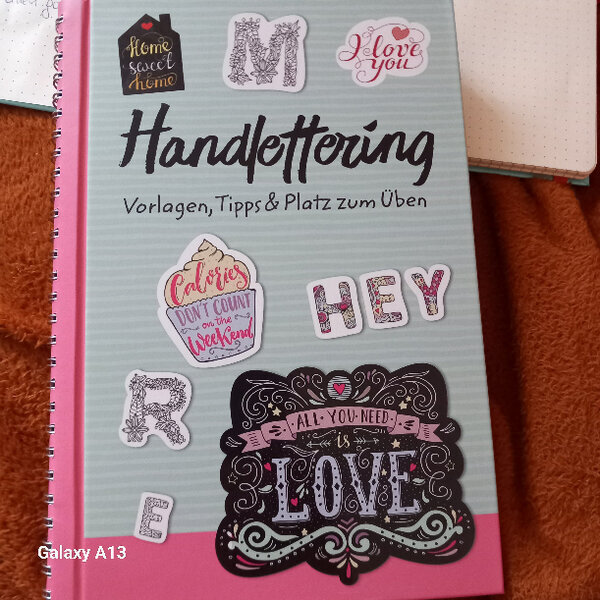 Home
sweet
home
M
I love
you
Handlettering
Vorlagen, Tipps & Platz zum Üben
Calories
DON'T COUNT
on the
WeeKend
HEY
R
ALL · YOU · NEED
is
LOVE
E
Galaxy A13